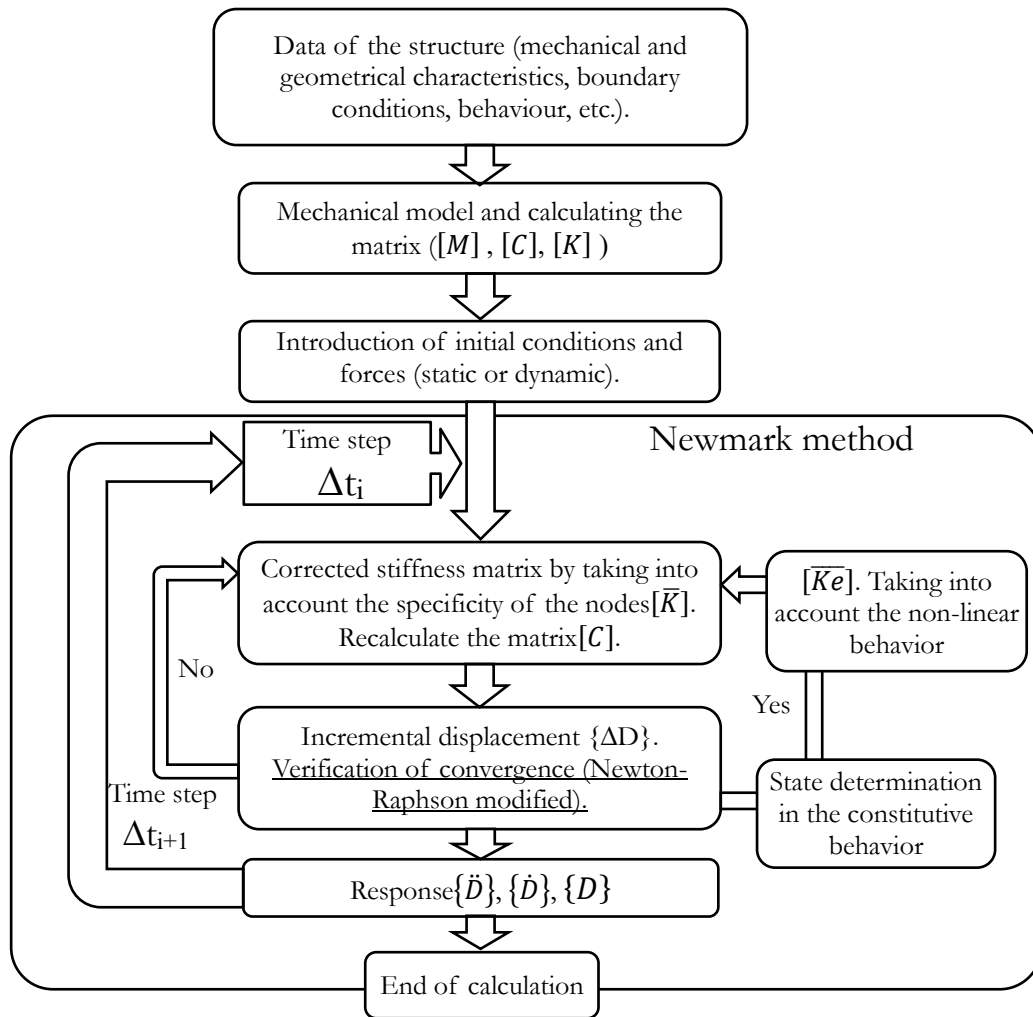 Data of the structure (mechanical and
geometrical characteristics, boundary
conditions, behaviour, etc.).
Mechanical model and calculating the
matrix ([M] , [C], [K] )
Introduction of initial conditions and
forces (static or dynamic).
Newmark method
Time step
Δtᵢ
Corrected stiffness matrix by taking into
account the specificity of the nodes[K̅].
Recalculate the matrix[C].
[K̅e̅]. Taking into
account the non-linear
behavior
No
Yes
Incremental displacement {ΔD}.
Verification of convergence (Newton-
Raphson modified).
State determination
in the constitutive
behavior
Time step
Δtᵢ₊₁
Response{D̈}, {Ḋ}, {D}
End of calculation